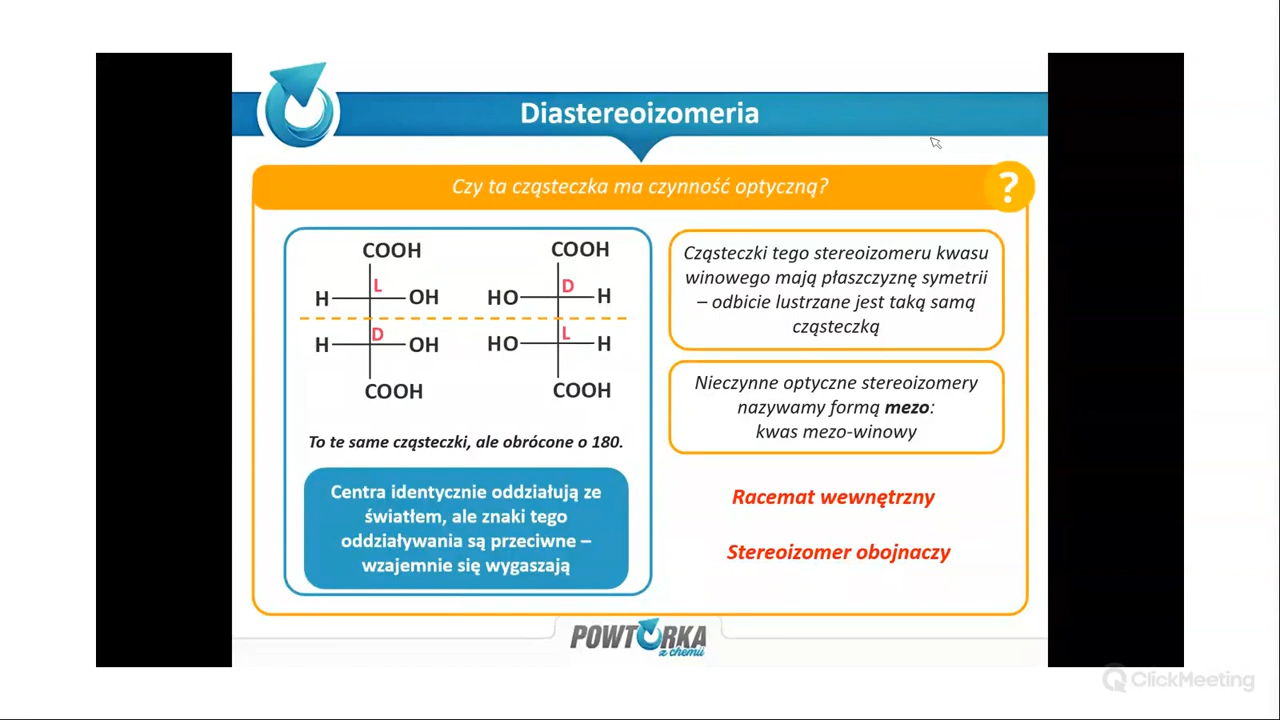 Diastereoizomeria
Czy ta cząsteczka ma czynność optyczną?
?
COOH
L
H
OH
D
H
OH
COOH
COOH
D
HO
H
L
HO
H
COOH
To te same cząsteczki, ale obrócone o 180.
Centra identycznie oddziałują ze
światłem, ale znaki tego
oddziaływania są przeciwne –
wzajemnie się wygaszają
Cząsteczki tego stereoizomeru kwasu
winowego mają płaszczyznę symetrii
– odbicie lustrzane jest taką samą
cząsteczką
Nieczynne optyczne stereoizomery
nazywamy formą mezo:
kwas mezo-winowy
Racemat wewnętrzny
Stereoizomer obojnaczy
POWTÓRKA
z chemii
ClickMeeting